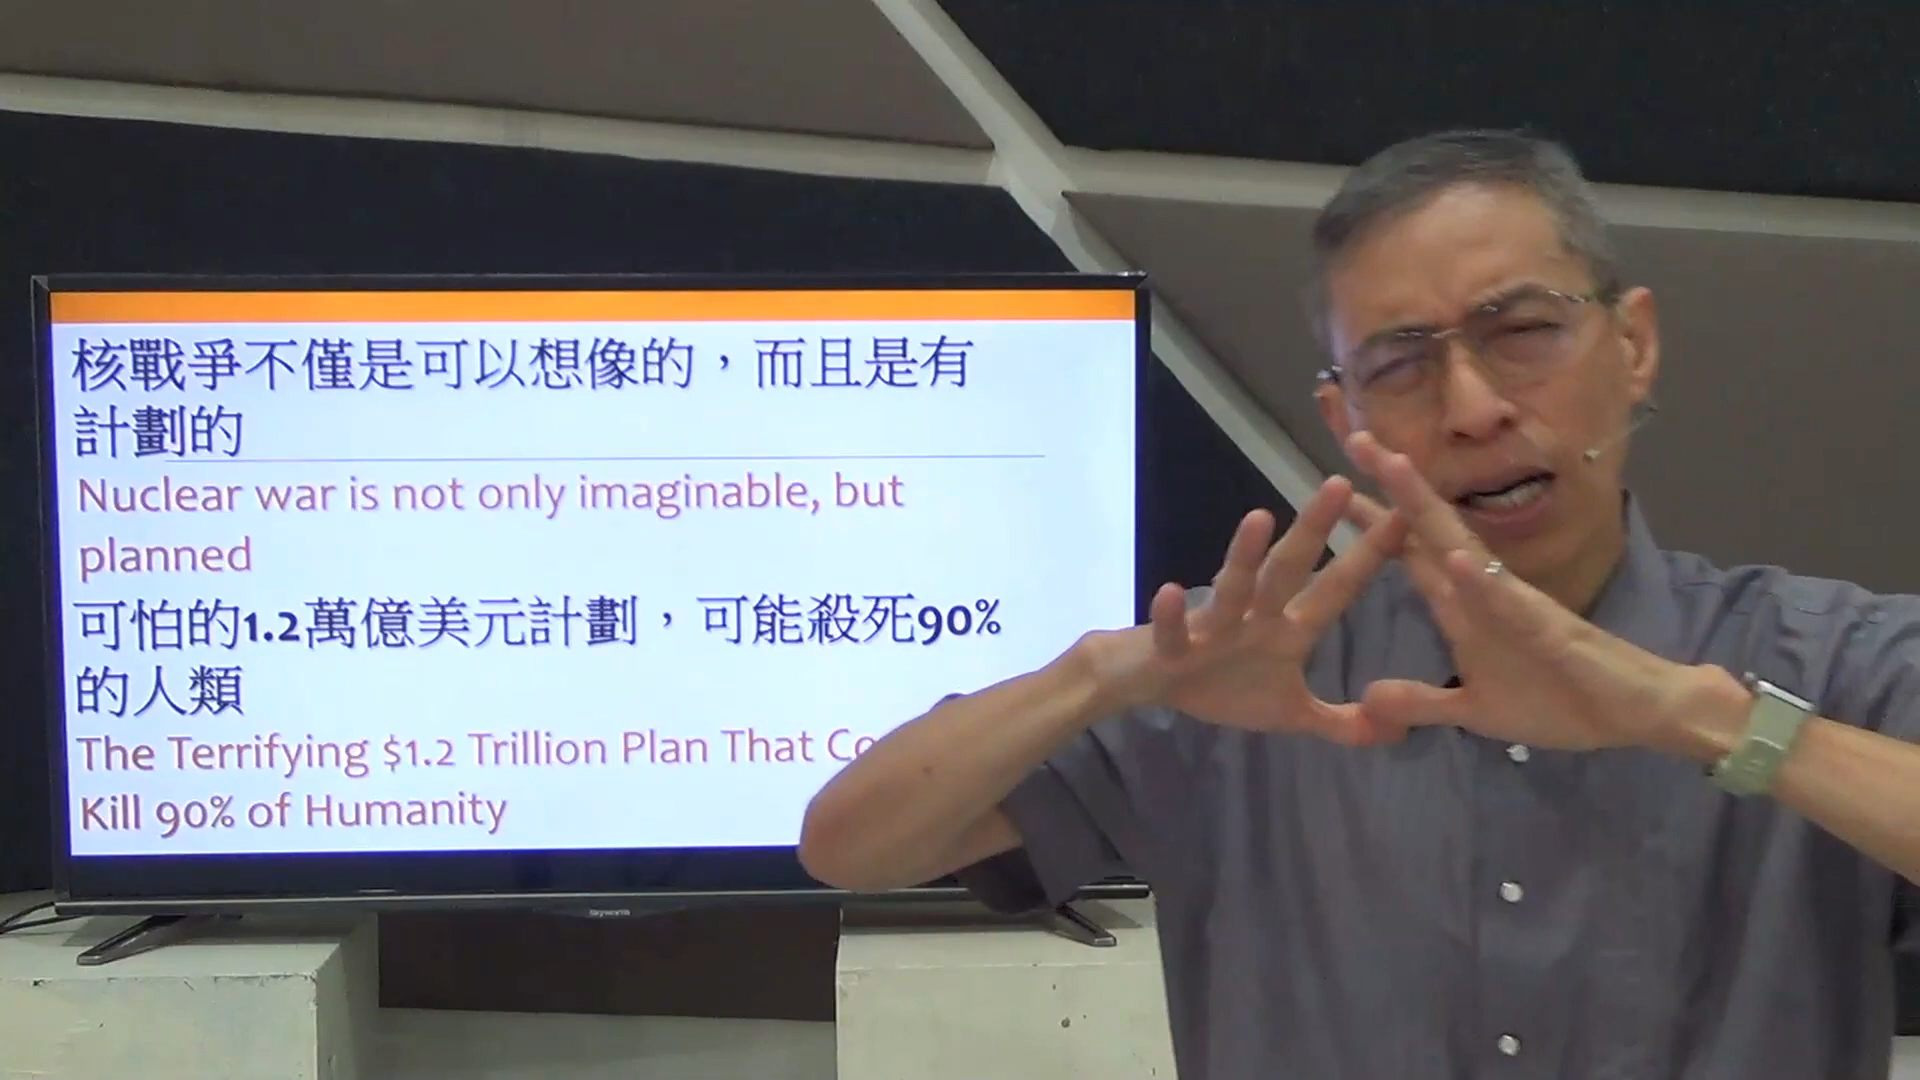 核戰爭不僅是可以想像的，而且是有
計劃的
Nuclear war is not only imaginable, but
planned
可怕的1.2萬億美元計劃，可能殺死90%
的人類
The Terrifying $1.2 Trillion Plan That
Kill 90% of Humanity